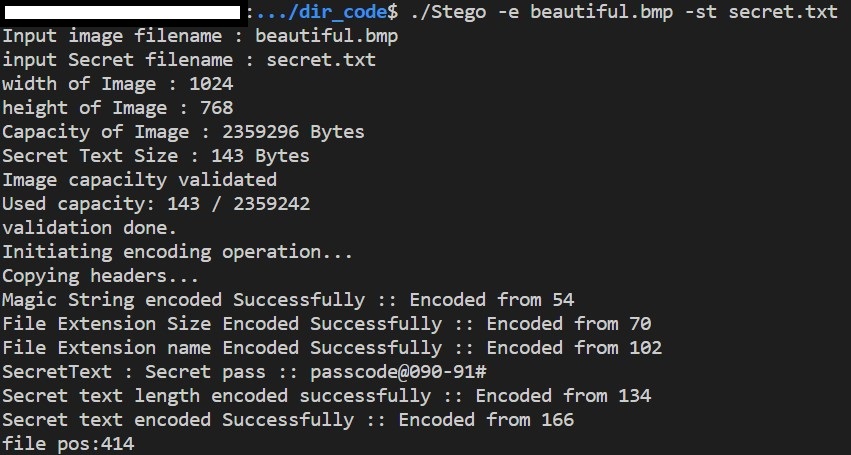 :.../dir_code$ ./Stego -e beautiful.bmp -st secret.txt
Input image filename : beautiful.bmp
input Secret filename : secret.txt
width of Image : 1024
height of Image : 768
Capacity of Image : 2359296 Bytes
Secret Text Size : 143 Bytes
Image capacilty validated
Used capacity: 143 / 2359242
validation done.
Initiating encoding operation...
Copying headers...
Magic String encoded Successfully :: Encoded from 54
File Extension Size Encoded Successfully :: Encoded from 70
File Extension name Encoded Successfully :: Encoded from 102
SecretText : Secret pass :: passcode@090-91#
Secret text length encoded successfully :: Encoded from 134
Secret text encoded Successfully :: Encoded from 166
file pos:414